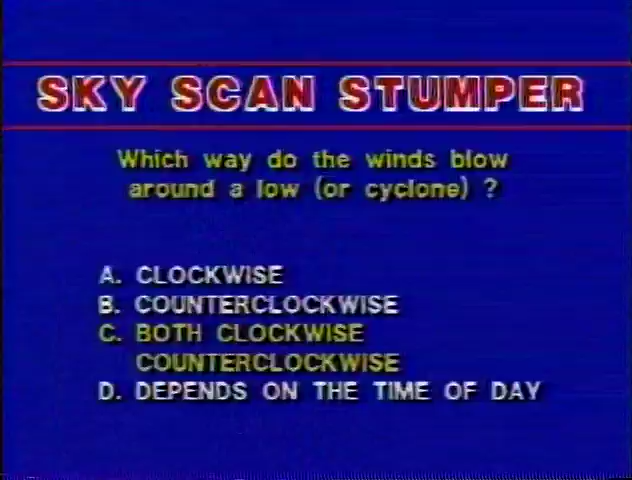 SKY SCAN STUMPER
Which way do the winds blow
around a low (or cyclone) ?
A. CLOCKWISE
B. COUNTERCLOCKWISE
C. BOTH CLOCKWISE
COUNTERCLOCKWISE
D. DEPENDS ON THE TIME OF DAY